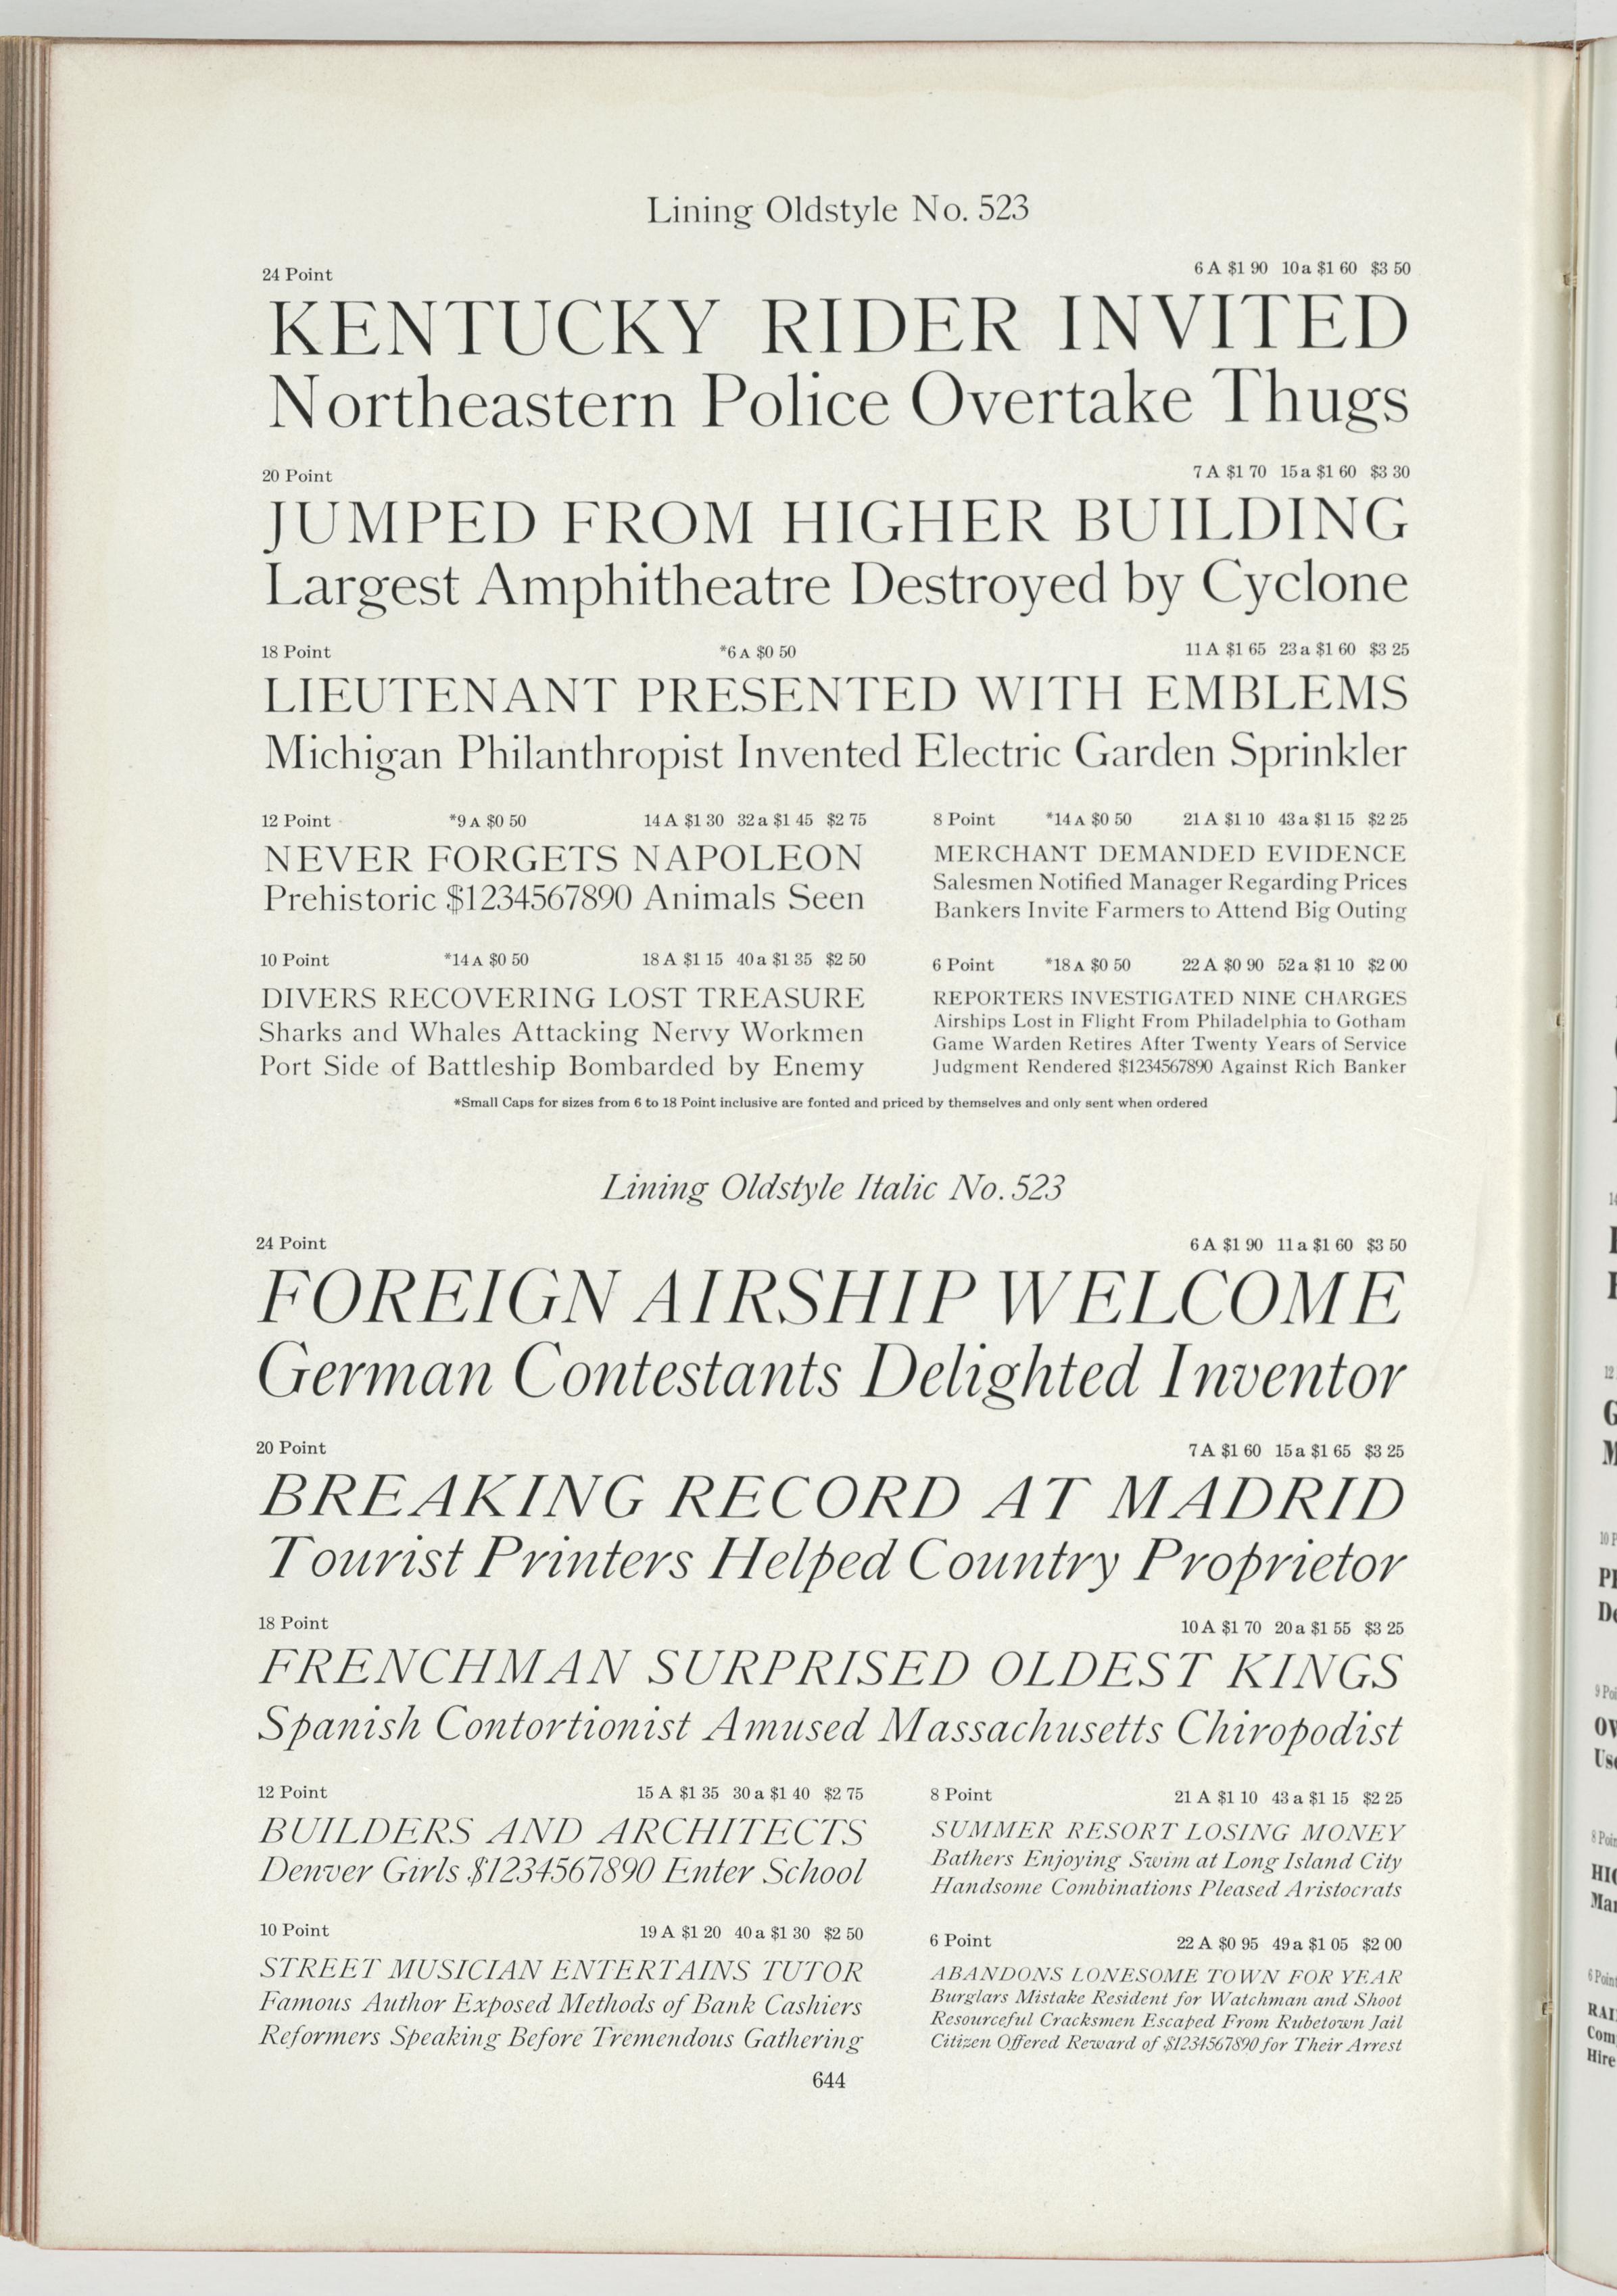 Lining Oldstyle No. 523
24 Point 6 A $1 90 10 a $1 60 $3 50
KENTUCKY RIDER INVITED
Northeastern Police Overtake Thugs
20 Point 7 A $1 70 15 a $1 60 $3 30
JUMPED FROM HIGHER BUILDING
Largest Amphitheatre Destroyed by Cyclone
18 Point *6 A $0 50 11 A $1 65 23 a $1 60 $3 25
LIEUTENANT PRESENTED WITH EMBLEMS
Michigan Philanthropist Invented Electric Garden Sprinkler
12 Point *9 A $0 50 14 A $1 30 32 a $1 45 $2 75
NEVER FORGETS NAPOLEON
Prehistoric $1234567890 Animals Seen
10 Point *14 A $0 50 18 A $1 15 40 a $1 35 $2 50
DIVERS RECOVERING LOST TREASURE
Sharks and Whales Attacking Nervy Workmen
Port Side of Battleship Bombarded by Enemy
8 Point *14 A $0 50 21 A $1 10 43 a $1 15 $2 25
MERCHANT DEMANDED EVIDENCE
Salesmen Notified Manager Regarding Prices
Bankers Invite Farmers to Attend Big Outing
6 Point *18 A $0 50 22 A $0 90 52 a $1 10 $2 00
REPORTERS INVESTIGATED NINE CHARGES
Airships Lost in Flight From Philadelphia to Gotham
Game Warden Retires After Twenty Years of Service
Judgment Rendered $1234567890 Against Rich Banker
*Small Caps for sizes from 6 to 18 Point inclusive are fonted and priced by themselves and only sent when ordered
Lining Oldstyle Italic No. 523
24 Point 6 A $1 90 11 a $1 60 $3 50
FOREIGN AIRSHIP WELCOME
German Contestants Delighted Inventor
20 Point 7 A $1 60 15 a $1 65 $3 25
BREAKING RECORD AT MADRID
Tourist Printers Helped Country Proprietor
18 Point 10 A $1 70 20 a $1 55 $3 25
FRENCHMAN SURPRISED OLDEST KINGS
Spanish Contortionist Amused Massachusetts Chiropodist
12 Point 15 A $1 35 30 a $1 40 $2 75
BUILDERS AND ARCHITECTS
Denver Girls $1234567890 Enter School
10 Point 19 A $1 20 40 a $1 30 $2 50
STREET MUSICIAN ENTERTAINS TUTOR
Famous Author Exposed Methods of Bank Cashiers
Reformers Speaking Before Tremendous Gathering
8 Point 21 A $1 10 43 a $1 15 $2 25
SUMMER RESORT LOSING MONEY
Bathers Enjoying Swim at Long Island City
Handsome Combinations Pleased Aristocrats
6 Point 22 A $0 95 49 a $1 05 $2 00
ABANDONS LONESOME TOWN FOR YEAR
Burglars Mistake Resident for Watchman and Shoot
Resourceful Cracksmen Escaped From Rubetown Jail
Citizen Offered Reward of $1234567890 for Their Arrest
644